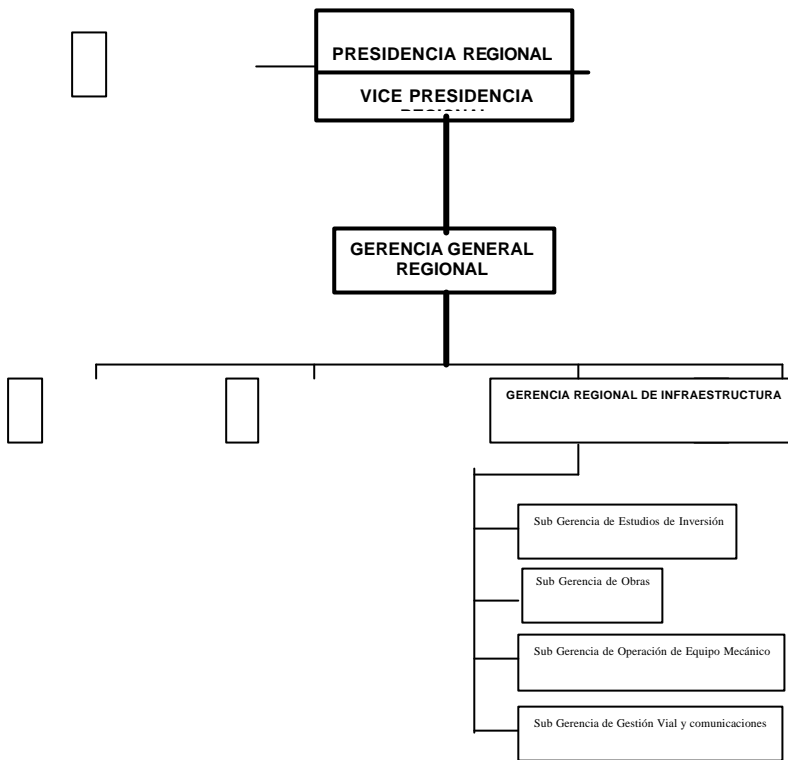 PRESIDENCIA REGIONAL
VICE PRESIDENCIA
GERENCIA GENERAL
REGIONAL
GERENCIA REGIONAL DE INFRAESTRUCTURA
Sub Gerencia de Estudios de Inversión
Sub Gerencia de Obras
Sub Gerencia de Operación de Equipo Mecánico
Sub Gerencia de Gestión Vial y comunicaciones